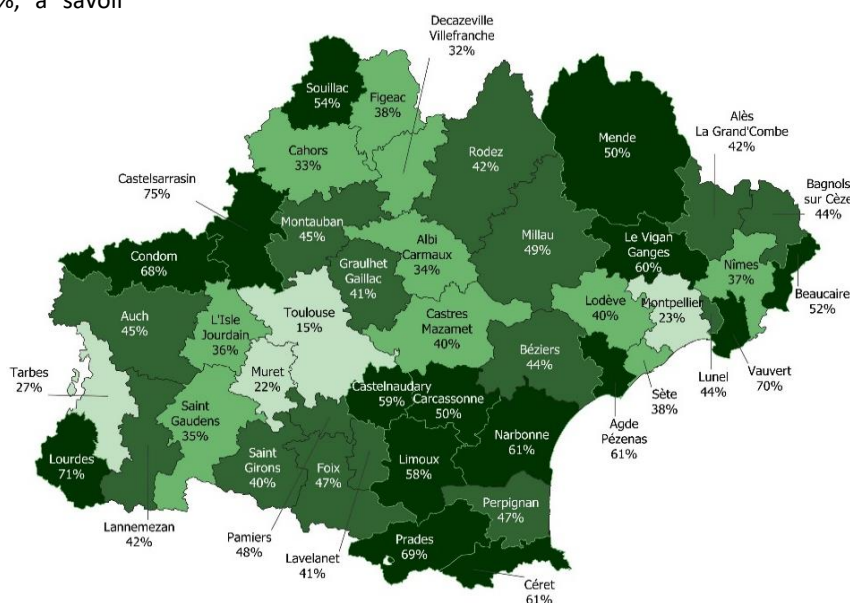 %, à savoir
Decazeville
Villefranche
32%
Souillac
54%
Figeac
38%
Cahors
33%
Rodez
42%
Mende
50%
Alès
La Grand'Combe
42%
Castelsarrasin
75%
Bagnols
sur Cèze
44%
Montauban
45%
Albi
Carmaux
34%
Millau
49%
Le Vigan
Ganges
60%
Condom
68%
Graulhet
Gaillac
41%
Nîmes
37%
Beaucaire
52%
Auch
45%
L'Isle
Jourdain
36%
Toulouse
15%
Castres
Mazamet
40%
Lodève
40%
Montpellier
23%
Béziers
44%
Tarbes
27%
Muret
22%
Castelnaudary
59%
Carcassonne
50%
Sète
38%
Lunel
44%
Vauvert
70%
Saint
Gaudens
35%
Agde
Pézenas
61%
Narbonne
61%
Lourdes
71%
Saint
Girons
40%
Foix
47%
Limoux
58%
Perpignan
47%
Lannemezan
42%
Pamiers
48%
Lavelanet
41%
Prades
69%
Céret
61%